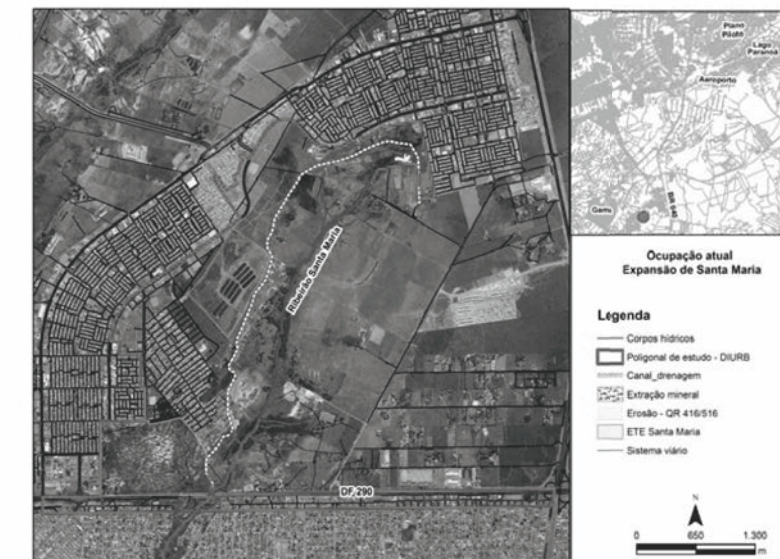 Ribeirão Santa Maria
DF 290
Plano
Piloto
Lago
Paranoá
Aeroporto
BR 040
Gama
Ocupação atual
Expansão de Santa Maria
Legenda
Corpos hídricos
Poligonal de estudo - DIURB
Canal_drenagem
Extração mineral
Erosão - QR 416/516
ETE Santa Maria
Sistema viário
N
0 650 1.300
m